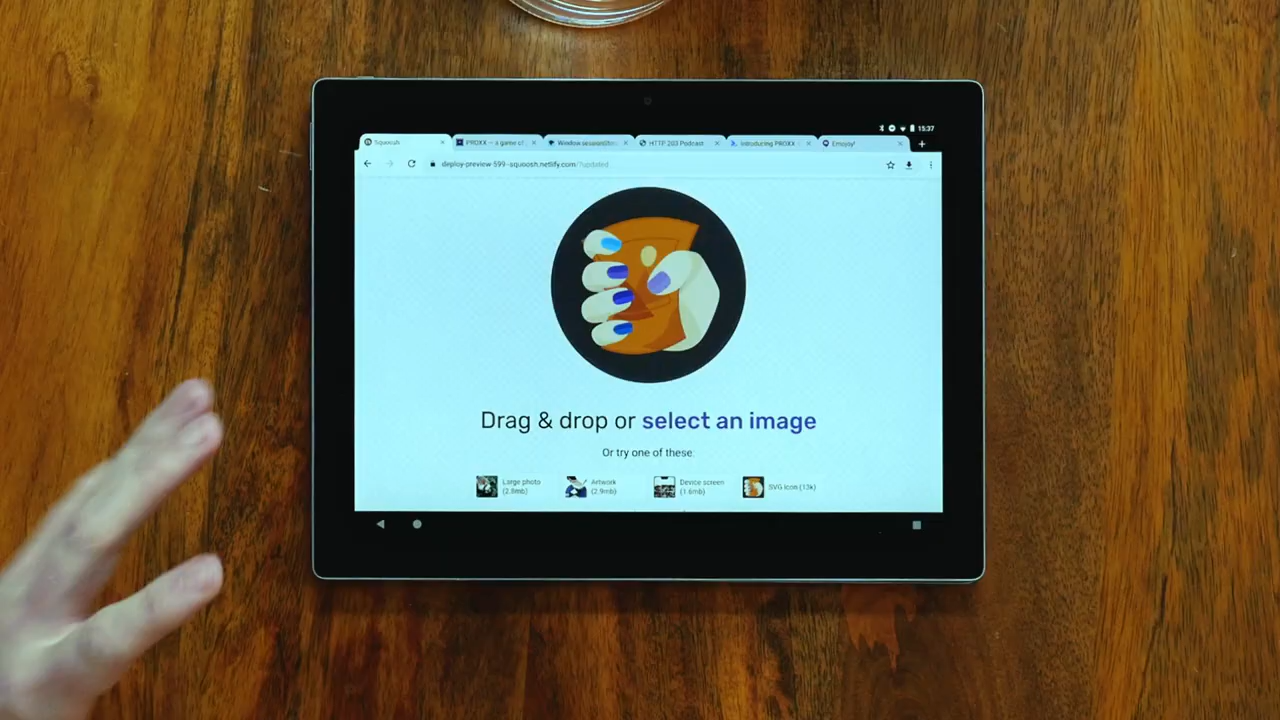 15:37
Squoosh
PROXX — a game of
HTTP 203 Podcast
Introducing PROXX
Emojoy!
deploy-preview-599--squoosh.netlify.com/?updated
Drag & drop or select an image
Or try one of these:
Large photo (2.8mb)
Artwork (2.9mb)
Device screen (1.6mb)
SVG icon (13k)